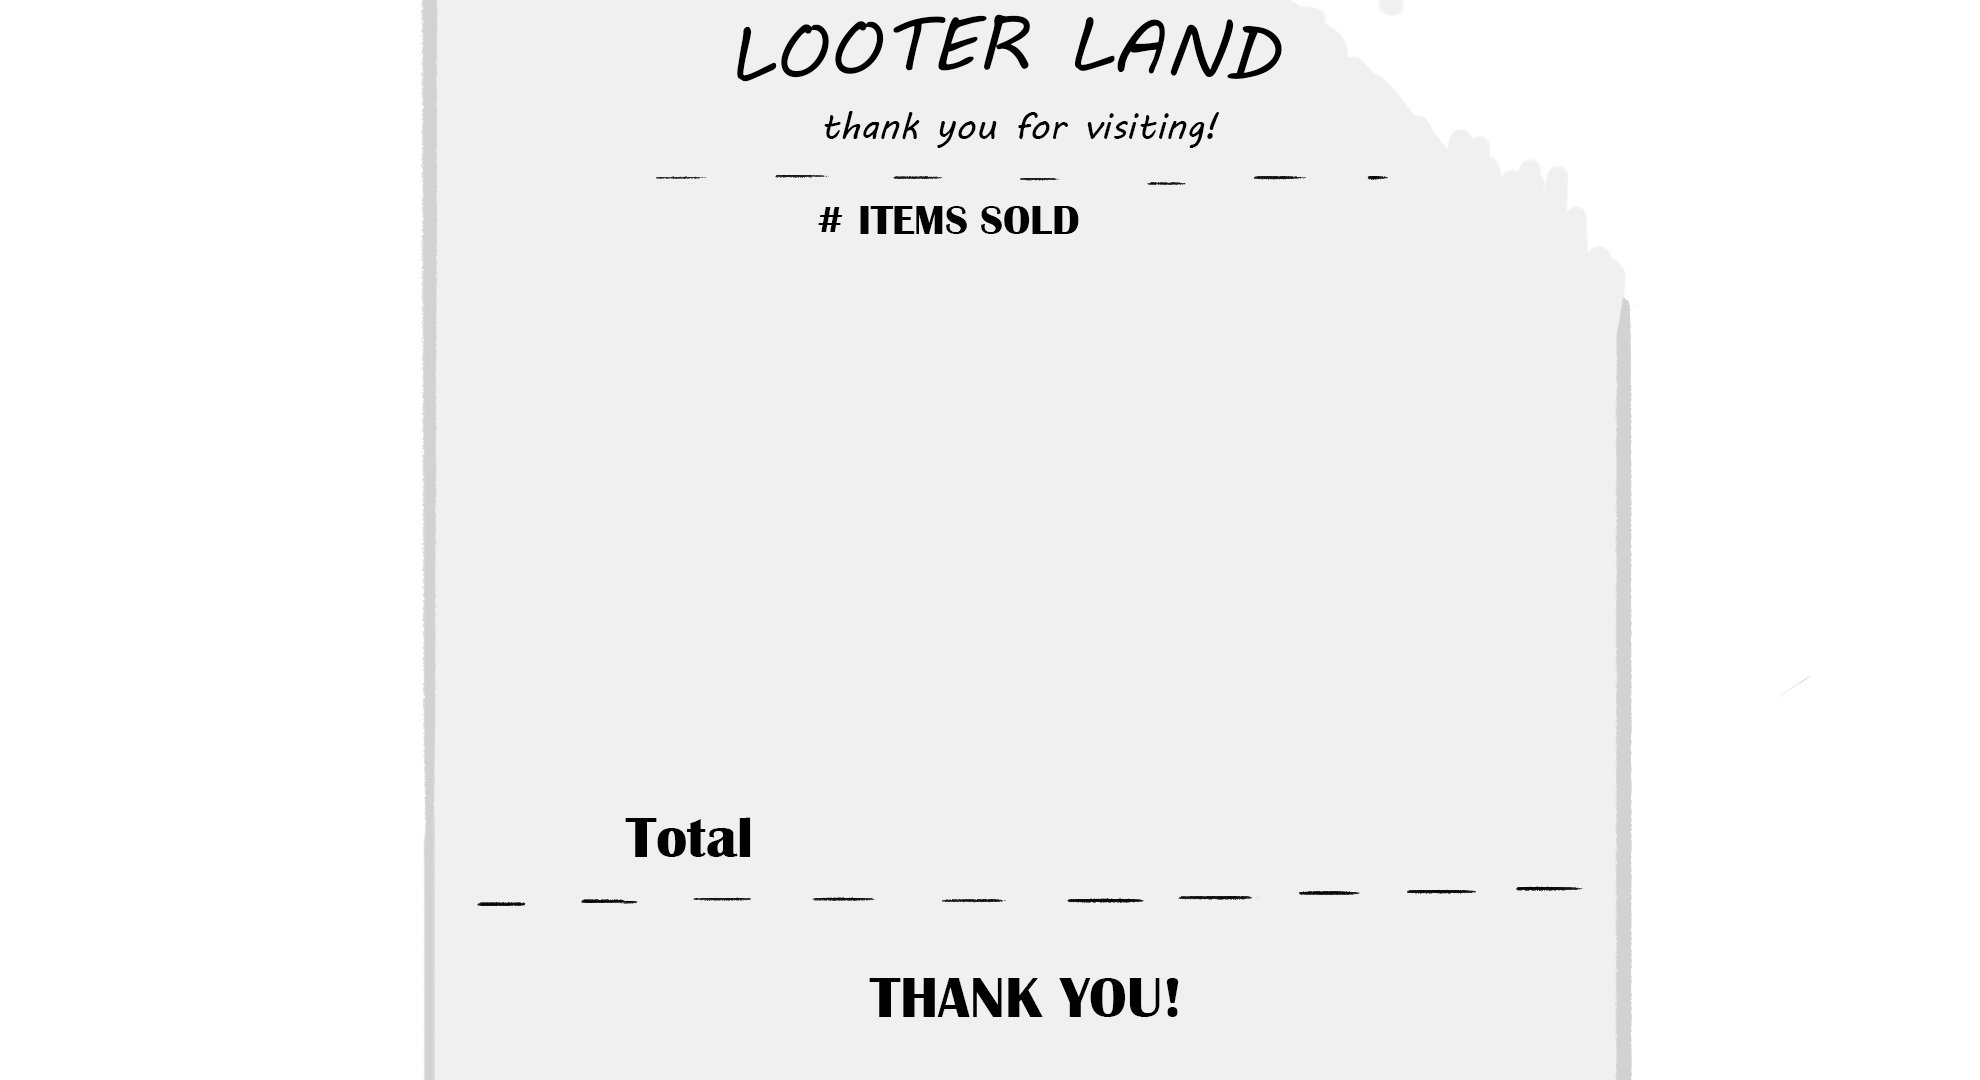 LOOTER LAND
thank you for visiting!
# ITEMS SOLD
Total
THANK YOU!